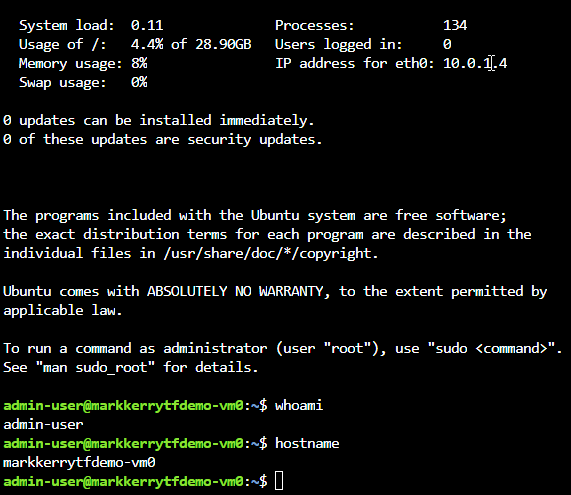 System load:  0.11              Processes:           134
Usage of /:   4.4% of 28.90GB   Users logged in:     0
Memory usage: 8%                IP address for eth0: 10.0.1.4
Swap usage:   0%
0 updates can be installed immediately.
0 of these updates are security updates.
The programs included with the Ubuntu system are free software;
the exact distribution terms for each program are described in the
individual files in /usr/share/doc/*/copyright.
Ubuntu comes with ABSOLUTELY NO WARRANTY, to the extent permitted by
applicable law.
To run a command as administrator (user "root"), use "sudo <command>".
See "man sudo_root" for details.
admin-user@markkerrytfdemo-vm0:~$ whoami
admin-user
admin-user@markkerrytfdemo-vm0:~$ hostname
markkerrytfdemo-vm0
admin-user@markkerrytfdemo-vm0:~$